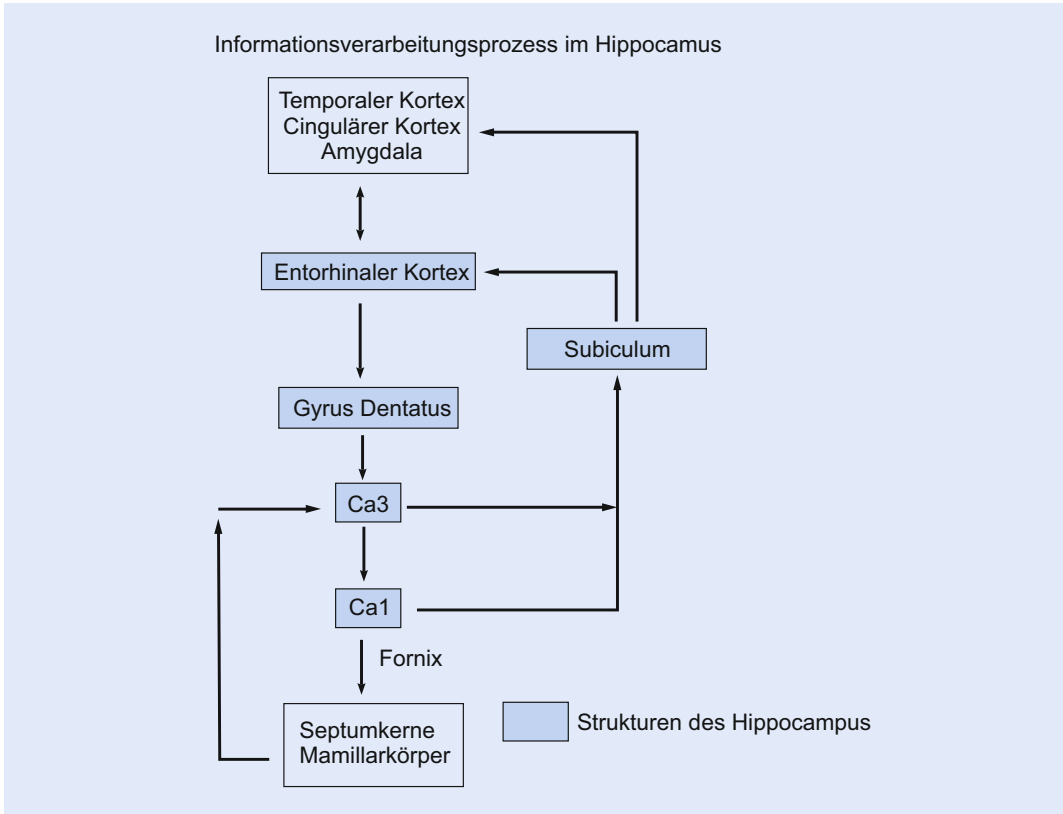 Informationsverarbeitungsprozess im Hippocamus
Temporaler Kortex
Cingulärer Kortex
Amygdala
Entorhinaler Kortex
Subiculum
Gyrus Dentatus
Ca3
Ca1
Fornix
Septumkerne
Mamillarkörper
Strukturen des Hippocampus